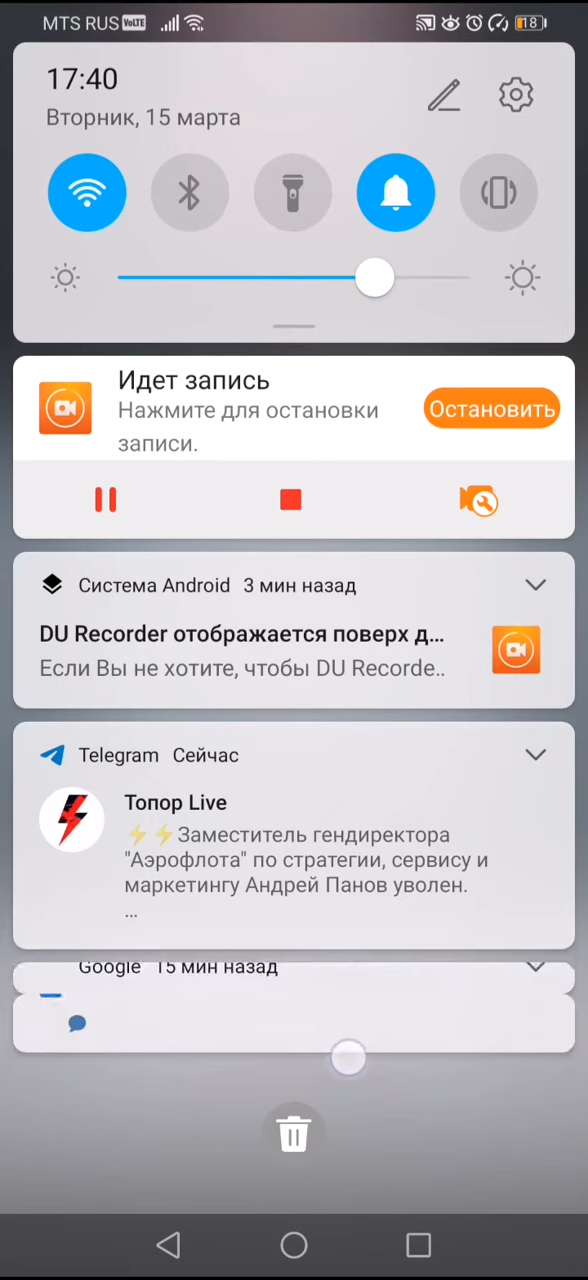 MTS RUS VoLTE 18
17:40
Вторник, 15 марта
Идет запись
Нажмите для остановки
записи.
Остановить
Система Android 3 мин назад
DU Recorder отображается поверх д...
Если Вы не хотите, чтобы DU Recorde..
Telegram Сейчас
Топор Live
⚡⚡Заместитель гендиректора
"Аэрофлота" по стратегии, сервису и
маркетингу Андрей Панов уволен.
...
Google 15 мин назад